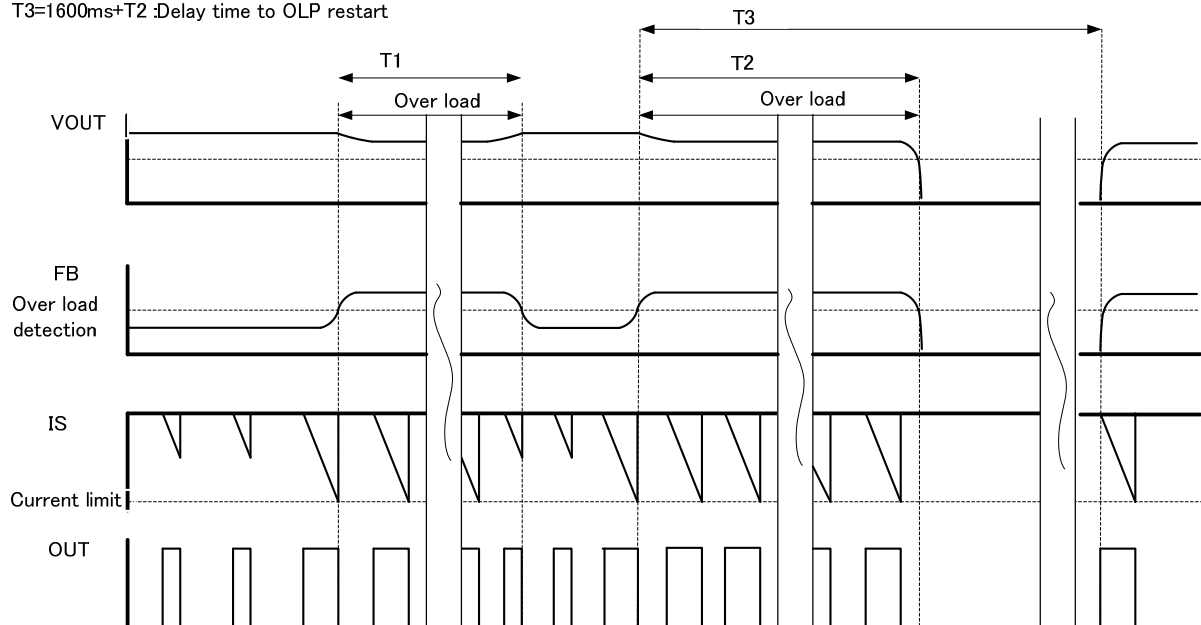 T3=1600ms+T2 :Delay time to OLP restart
T3
T1
T2
Over load
Over load
VOUT
FB
Over load
detection
IS
Current limit
OUT